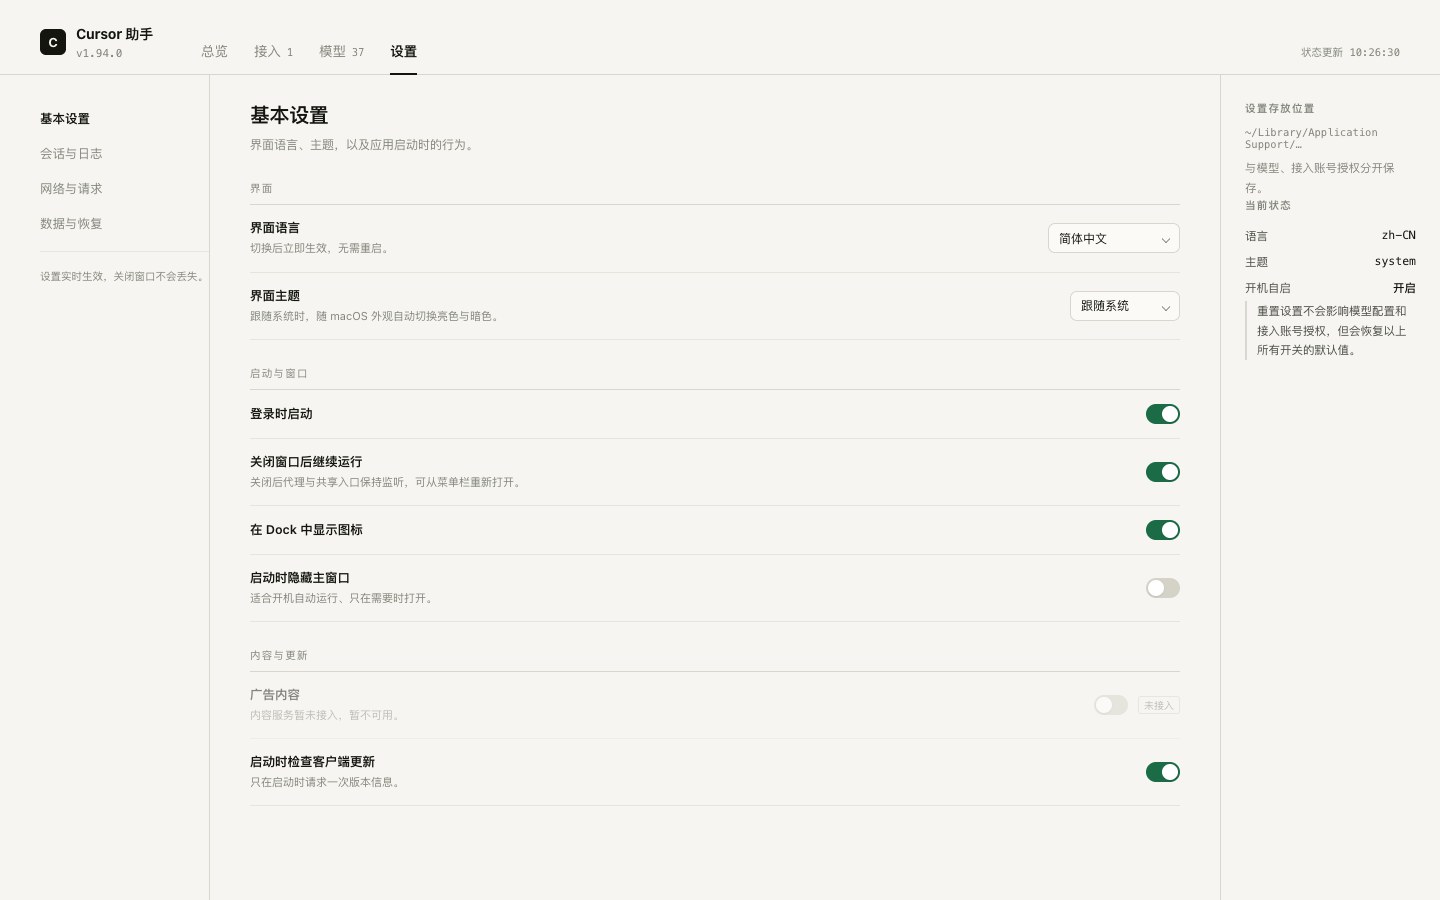 C
Cursor 助手
v1.94.0
总览
接入 1
模型 37
设置
状态更新 10:26:30
基本设置
会话与日志
网络与请求
数据与恢复
设置实时生效，关闭窗口不会丢失。
基本设置
界面语言、主题，以及应用启动时的行为。
界面
界面语言
切换后立即生效，无需重启。
简体中文
界面主题
跟随系统时，随 macOS 外观自动切换亮色与暗色。
跟随系统
启动与窗口
登录时启动
关闭窗口后继续运行
关闭后代理与共享入口保持监听，可从菜单栏重新打开。
在 Dock 中显示图标
启动时隐藏主窗口
适合开机自动运行、只在需要时打开。
内容与更新
广告内容
内容服务暂未接入，暂不可用。
未接入
启动时检查客户端更新
只在启动时请求一次版本信息。
设置存放位置
~/Library/Application
Support/…
与模型、接入账号授权分开保
存。
当前状态
语言 zh-CN
主题 system
开机自启 开启
重置设置不会影响模型配置和
接入账号授权，但会恢复以上
所有开关的默认值。